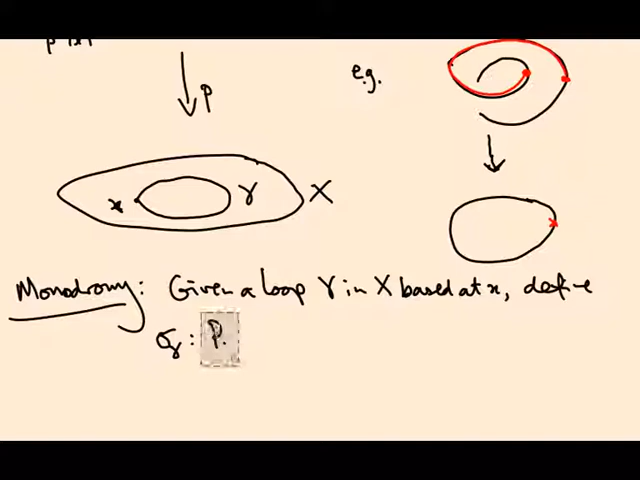 e.g.
p
x γ X
Monodromy: Given a loop γ in X based at x, define
σγ: P.